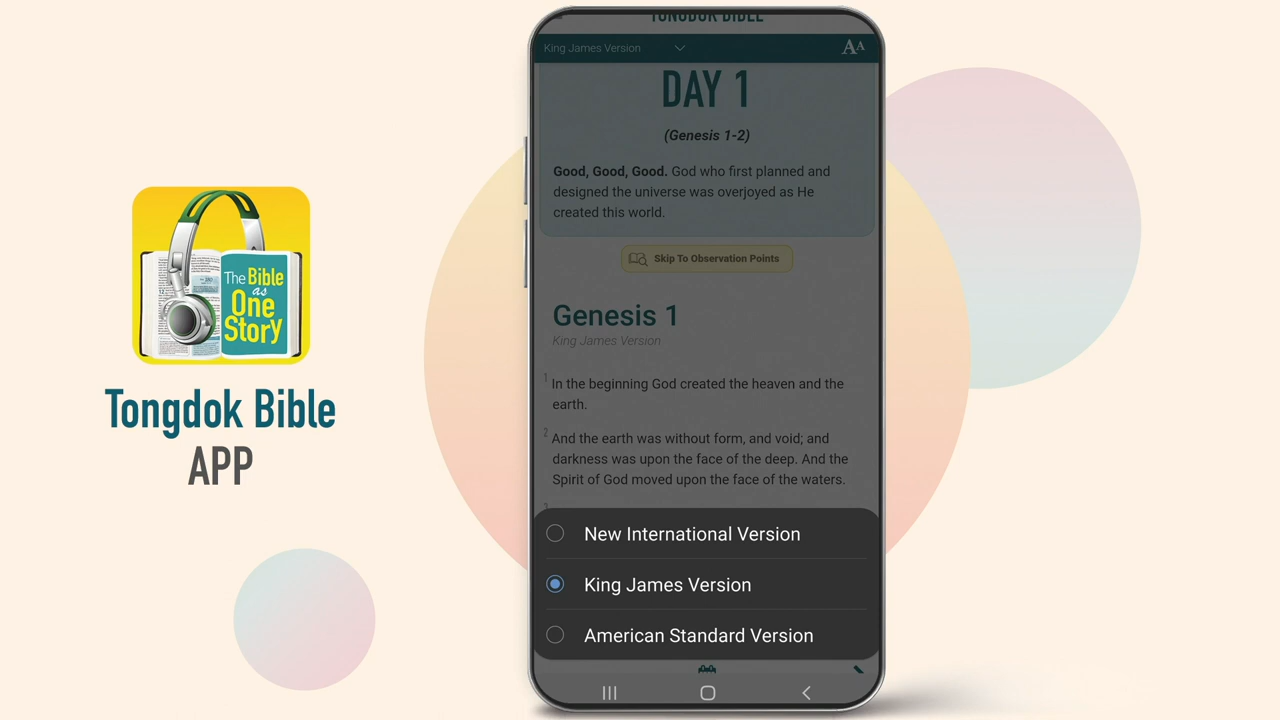 TONGDOK BIBLE
King James Version
AA
DAY 1
(Genesis 1-2)
Good, Good, Good. God who first planned and
designed the universe was overjoyed as He
created this world.
Skip To Observation Points
Genesis 1
King James Version
1 In the beginning God created the heaven and the
earth.
2 And the earth was without form, and void; and
darkness was upon the face of the deep. And the
Spirit of God moved upon the face of the waters.
New International Version
King James Version
American Standard Version
The Bible
as
One
Story
Tongdok Bible
APP